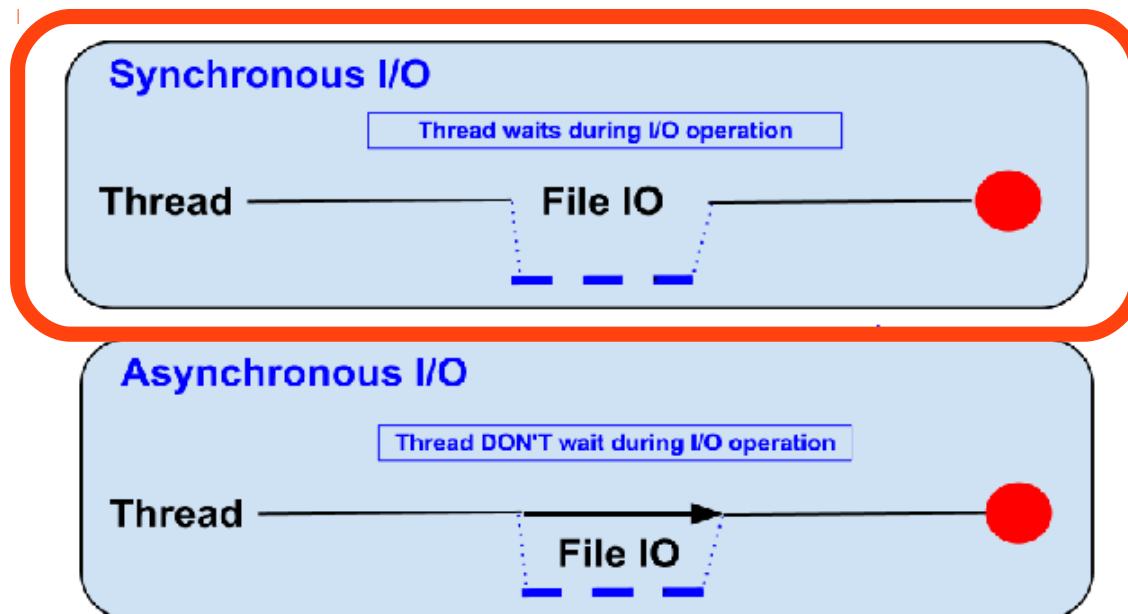 Synchronous I/O
Thread waits during I/O operation
Thread File IO
Asynchronous I/O
Thread DON'T wait during I/O operation
Thread
File IO